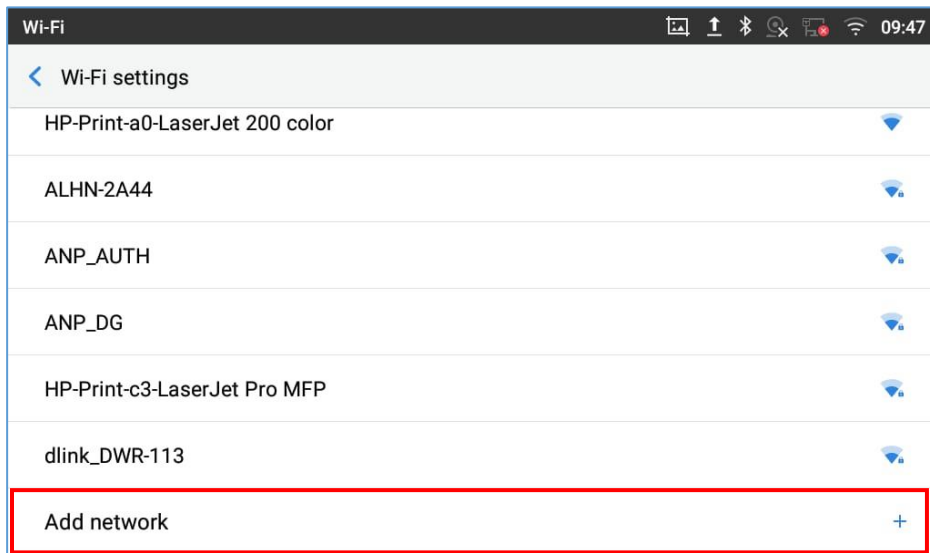 Wi-Fi 09:47
Wi-Fi settings
HP-Print-a0-LaserJet 200 color
ALHN-2A44
ANP_AUTH
ANP_DG
HP-Print-c3-LaserJet Pro MFP
dlink_DWR-113
Add network +